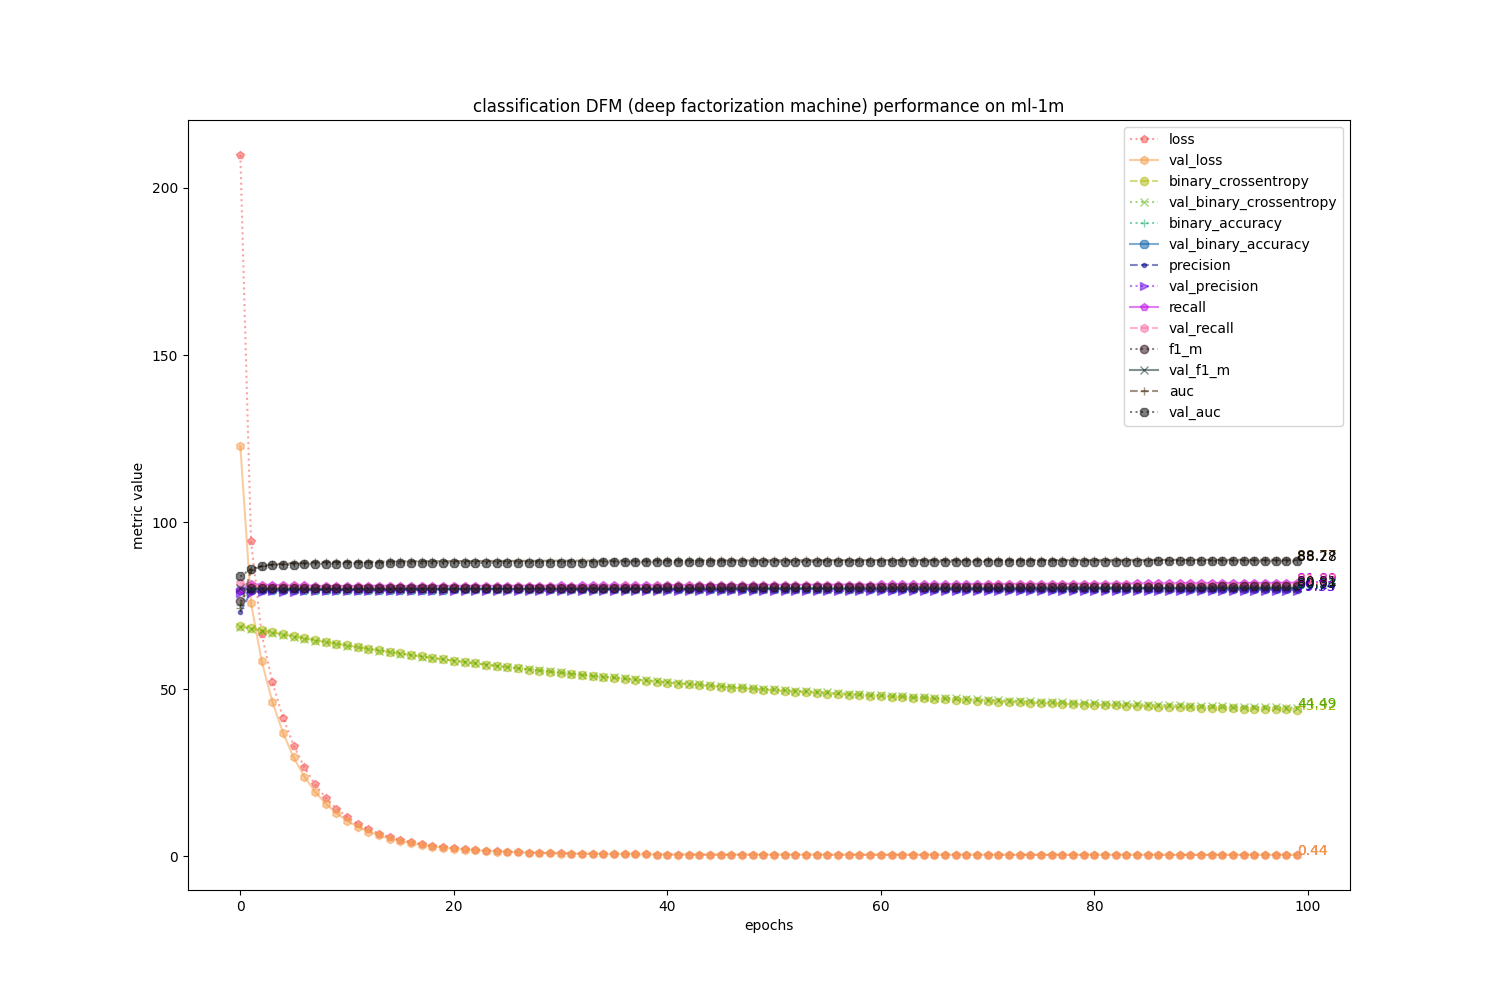 classification DFM (deep factorization machine) performance on ml-1m
loss
val_loss
binary_crossentropy
val_binary_crossentropy
binary_accuracy
val_binary_accuracy
precision
val_precision
recall
val_recall
f1_m
val_f1_m
auc
val_auc
200
150
100
50
0
metric value
88.28
44.49
0.44
0
20
40
60
80
100
epochs